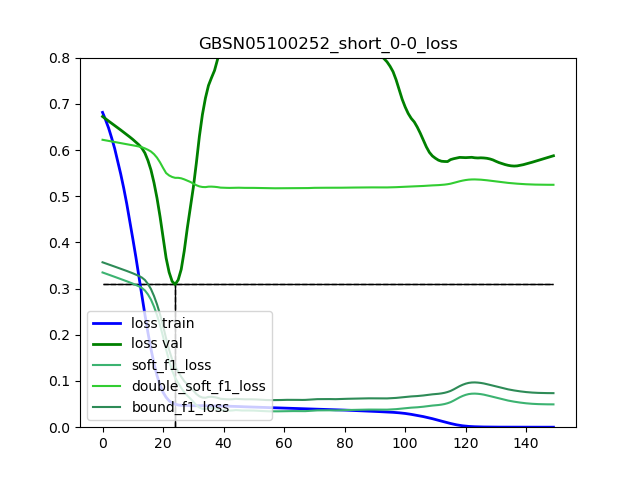 GBSN05100252_short_0-0_loss
0.8
0.7
0.6
0.5
0.4
0.3
0.2
0.1
0.0
loss train
loss val
soft_f1_loss
double_soft_f1_loss
bound_f1_loss
0 20 40 60 80 100 120 140